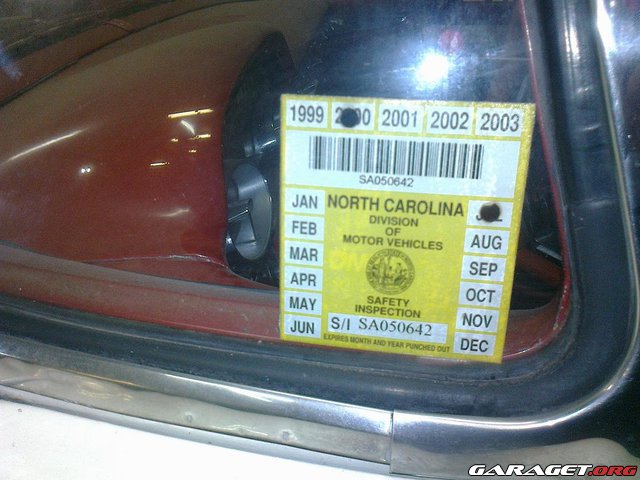 1999 2000 2001 2002 2003
SA050642
JAN NORTH CAROLINA
FEB DIVISION AUG
MAR OF SEP
APR MOTOR VEHICLES OCT
MAY SAFETY NOV
JUN INSPECTION DEC
S/I SA050642
EXPIRES MONTH AND YEAR PUNCHED OUT
GARAGET.ORG